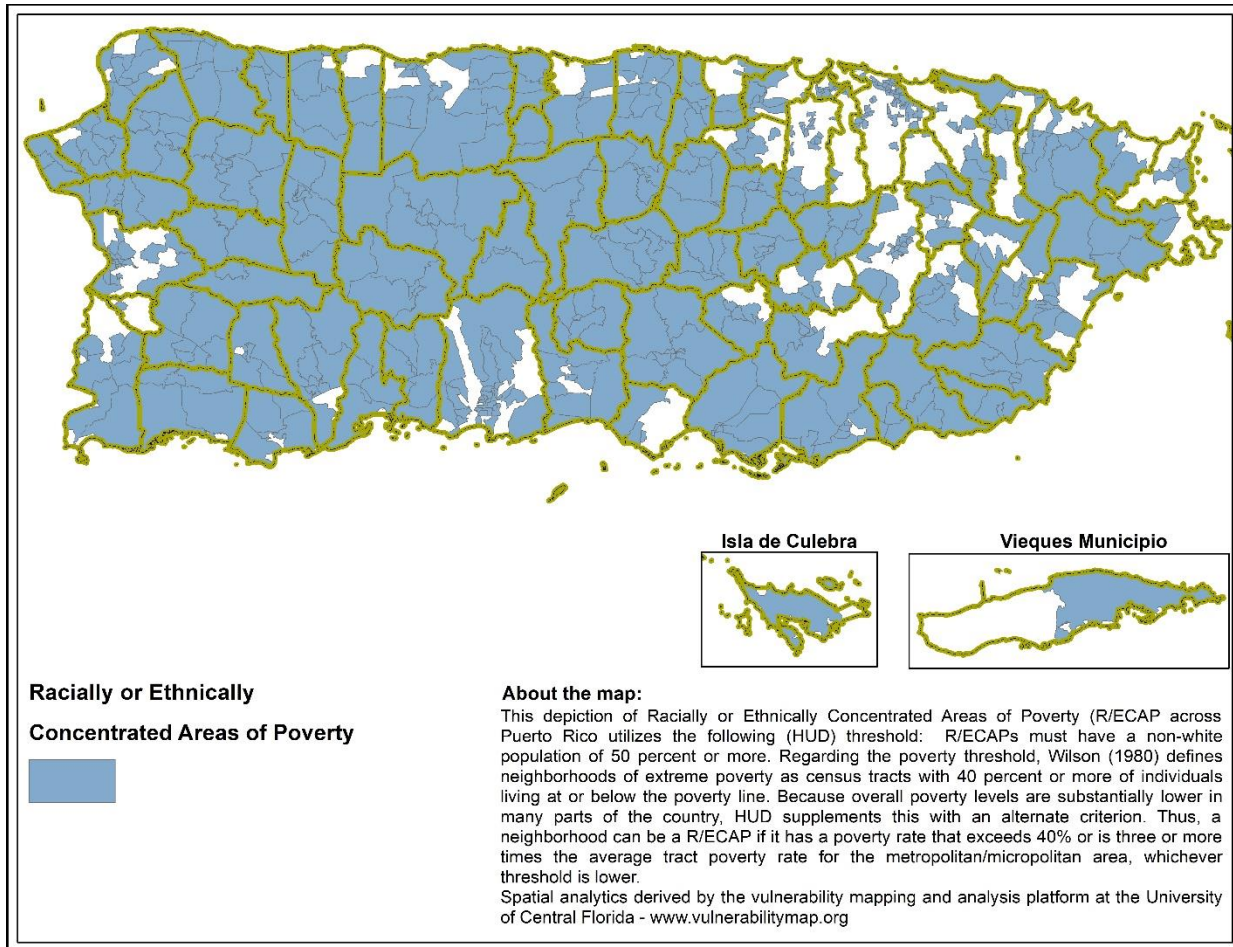 Isla de Culebra
Vieques Municipio
Racially or Ethnically
Concentrated Areas of Poverty
About the map:
This depiction of Racially or Ethnically Concentrated Areas of Poverty (R/ECAP across
Puerto Rico utilizes the following (HUD) threshold: R/ECAPs must have a non-white
population of 50 percent or more. Regarding the poverty threshold, Wilson (1980) defines
neighborhoods of extreme poverty as census tracts with 40 percent or more of individuals
living at or below the poverty line. Because overall poverty levels are substantially lower in
many parts of the country, HUD supplements this with an alternate criterion. Thus, a
neighborhood can be a R/ECAP if it has a poverty rate that exceeds 40% or is three or more
times the average tract poverty rate for the metropolitan/micropolitan area, whichever
threshold is lower.
Spatial analytics derived by the vulnerability mapping and analysis platform at the University
of Central Florida - www.vulnerabilitymap.org